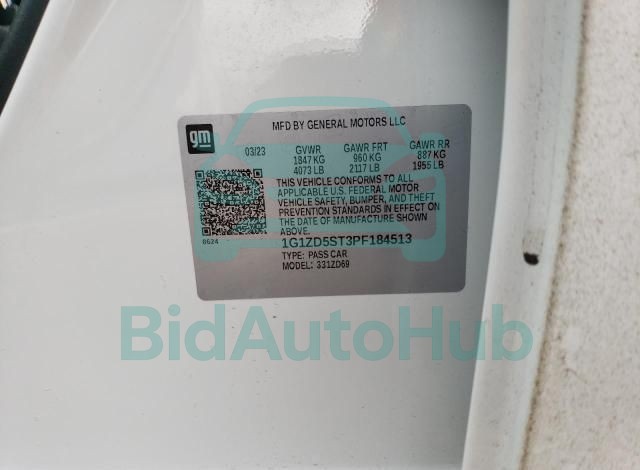 gm
MFD BY GENERAL MOTORS LLC
03/23 GVWR GAWR FRT GAWR RR
1847 KG 960 KG 887 KG
4073 LB 2117 LB 1955 LB
THIS VEHICLE CONFORMS TO ALL
APPLICABLE U.S. FEDERAL MOTOR
VEHICLE SAFETY, BUMPER, AND THEFT
PREVENTION STANDARDS IN EFFECT ON
THE DATE OF MANUFACTURE SHOWN
ABOVE.
8624
1G1ZD5ST3PF184513
TYPE: PASS CAR
MODEL: 331ZD69
BidAutoHub